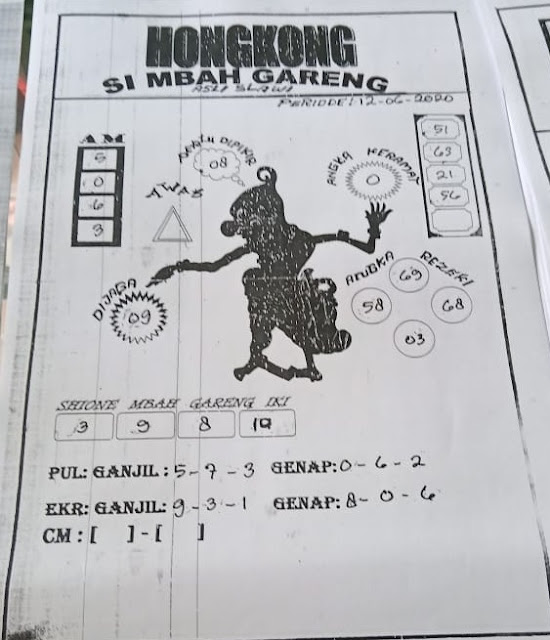 HONGKONG
SI MBAH GARENG
ASLI SLAWI
PERIODE: 12-06-2020
AM
5
0
6
3
AWAS
08
ANGKA KERAMAT
0
51
63
21
56
DIJAGA
09
ANGKA REZEKI
69
58
68
03
SHIONE MBAH GARENG IKI
3 9 8 10
PUL: GANJIL: 5 - 7 - 3 GENAP: 0 - 6 - 2
EKR: GANJIL: 9 - 3 - 1 GENAP: 8 - 0 - 6
CM : [ ] - [ ]